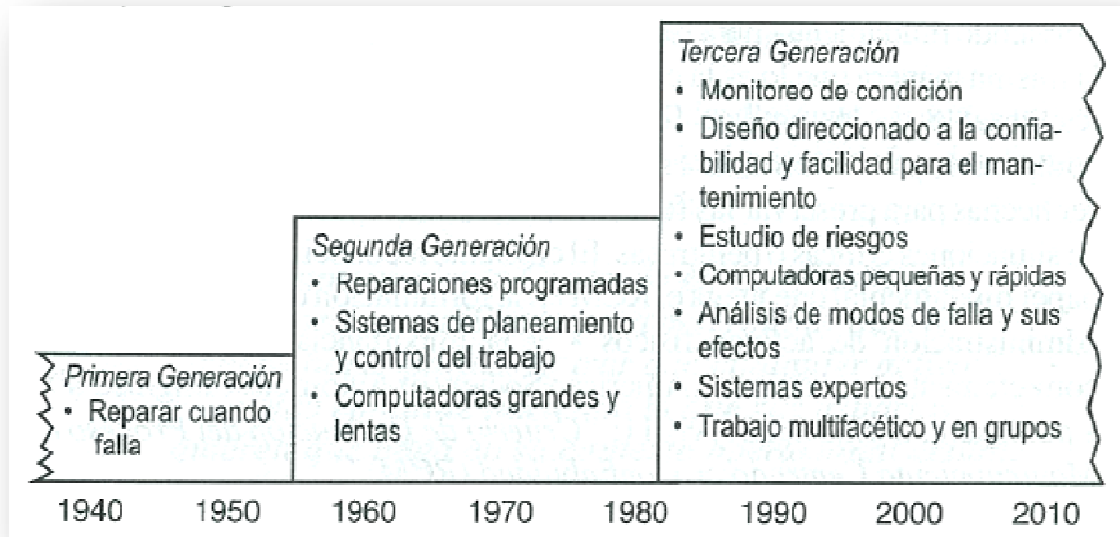 Primera Generación
• Reparar cuando
falla
Segunda Generación
• Reparaciones programadas
• Sistemas de planeamiento
y control del trabajo
• Computadoras grandes y
lentas
Tercera Generación
• Monitoreo de condición
• Diseño direccionado a la confia-
bilidad y facilidad para el man-
tenimiento
• Estudio de riesgos
• Computadoras pequeñas y rápidas
• Análisis de modos de falla y sus
efectos
• Sistemas expertos
• Trabajo multifacético y en grupos
1940 1950 1960 1970 1980 1990 2000 2010